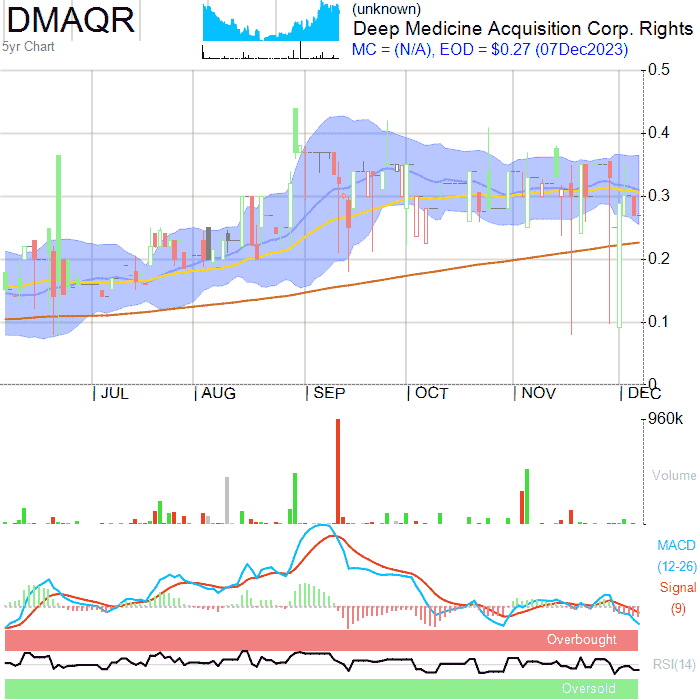 DMAQR
5yr Chart
(unknown)
Deep Medicine Acquisition Corp. Rights
MC = (N/A), EOD = $0.27 (07Dec2023)
0.5
0.4
0.3
0.2
0.1
0
JUL
AUG
SEP
OCT
NOV
DEC
960k
Volume
MACD
(12-26)
Signal
(9)
Overbought
RSI(14)
Oversold